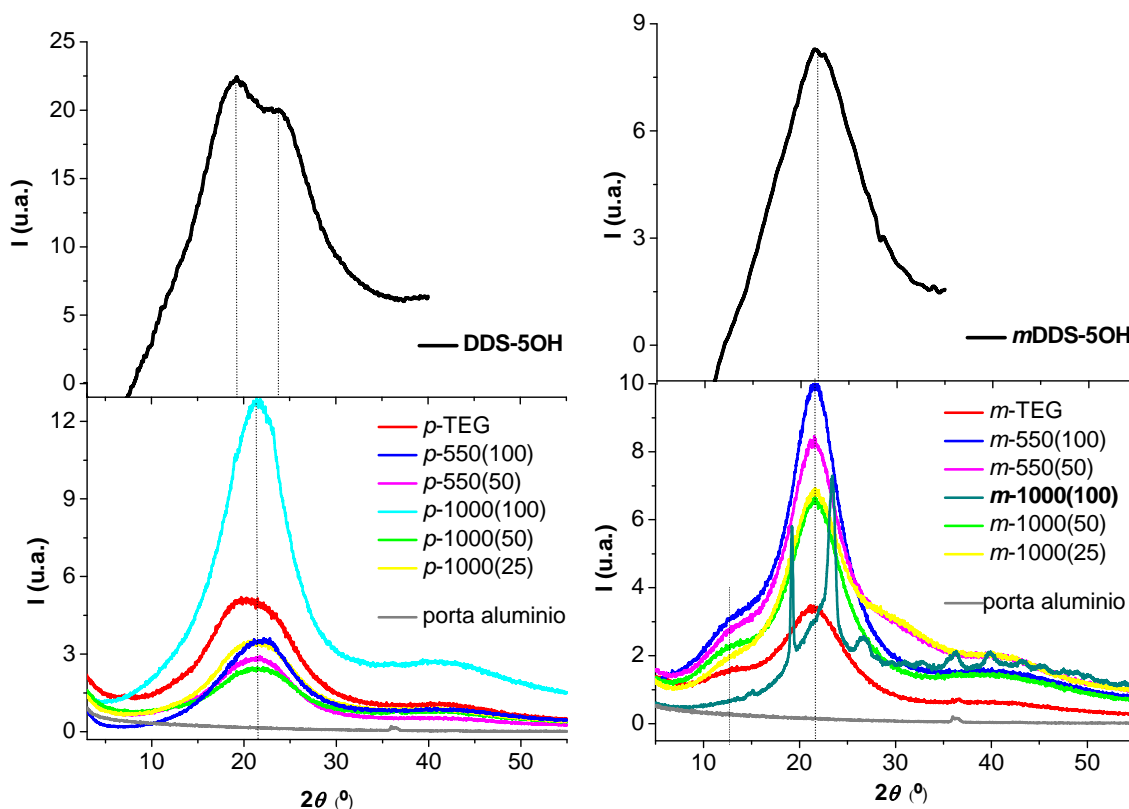 25
20
15
10
5
0
I (u.a.)
DDS-5OH
12
9
6
3
0
I (u.a.)
p-TEG
p-550(100)
p-550(50)
p-1000(100)
p-1000(50)
p-1000(25)
porta aluminio
10 20 30 40 50
2θ (º)
9
6
3
0
I (u.a.)
mDDS-5OH
10
8
6
4
2
0
I (u.a.)
m-TEG
m-550(100)
m-550(50)
m-1000(100)
m-1000(50)
m-1000(25)
porta aluminio
10 20 30 40 50
2θ (º)